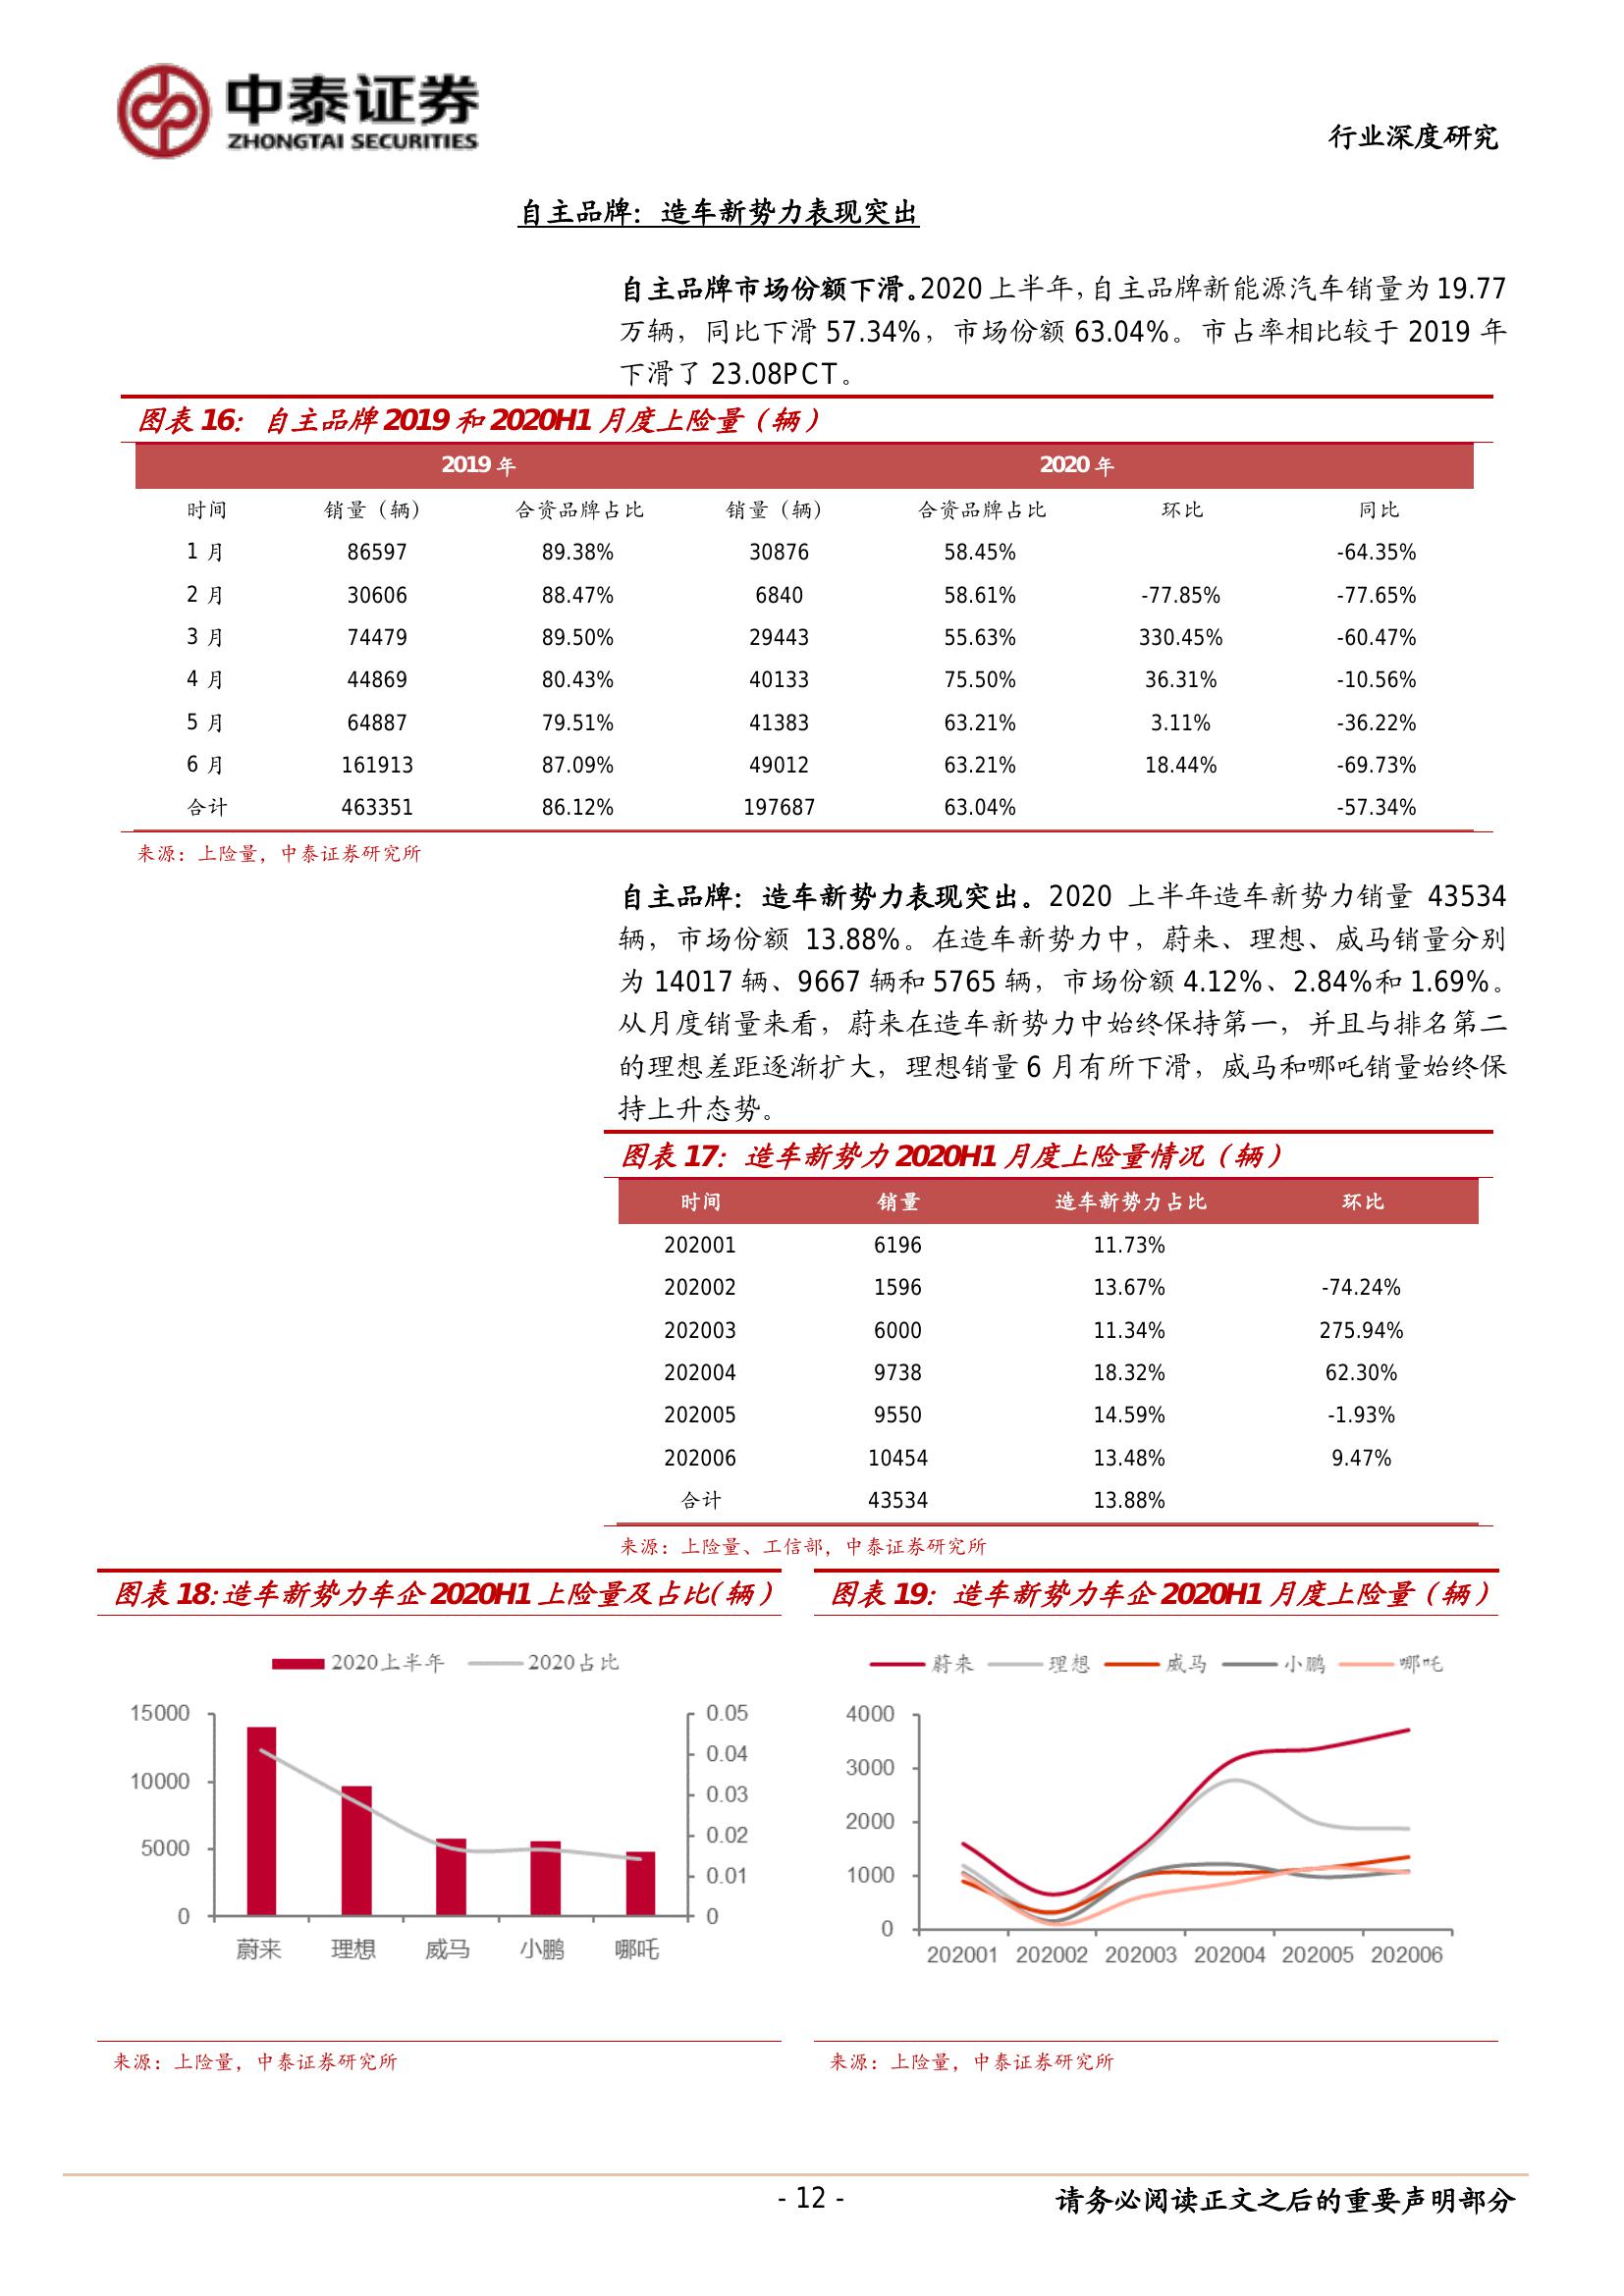 中泰证券
ZHONGTAI SECURITIES
行业深度研究
自主品牌：造车新势力表现突出
自主品牌市场份额下滑。2020 上半年，自主品牌新能源汽车销量为 19.77
万辆，同比下滑 57.34%，市场份额 63.04%。市占率相比较于 2019 年
下滑了 23.08PCT。
图表 16：自主品牌 2019 和 2020H1 月度上险量（辆）
2019 年 2020 年
时间 销量（辆） 合资品牌占比 销量（辆） 合资品牌占比 环比 同比
1 月 86597 89.38% 30876 58.45% -64.35%
2 月 30606 88.47% 6840 58.61% -77.85% -77.65%
3 月 74479 89.50% 29443 55.63% 330.45% -60.47%
4 月 44869 80.43% 40133 75.50% 36.31% -10.56%
5 月 64887 79.51% 41383 63.21% 3.11% -36.22%
6 月 161913 87.09% 49012 63.21% 18.44% -69.73%
合计 463351 86.12% 197687 63.04% -57.34%
来源：上险量，中泰证券研究所
自主品牌：造车新势力表现突出。2020 上半年造车新势力销量 43534
辆，市场份额 13.88%。在造车新势力中，蔚来、理想、威马销量分别
为 14017 辆、9667 辆和 5765 辆，市场份额 4.12%、2.84%和 1.69%。
从月度销量来看，蔚来在造车新势力中始终保持第一，并且与排名第二
的理想差距逐渐扩大，理想销量 6 月有所下滑，威马和哪吒销量始终保
持上升态势。
图表 17：造车新势力 2020H1 月度上险量情况（辆）
时间 销量 造车新势力占比 环比
202001 6196 11.73%
202002 1596 13.67% -74.24%
202003 6000 11.34% 275.94%
202004 9738 18.32% 62.30%
202005 9550 14.59% -1.93%
202006 10454 13.48% 9.47%
合计 43534 13.88%
来源：上险量、工信部，中泰证券研究所
图表 18：造车新势力车企 2020H1 上险量及占比（辆）
2020上半年 2020占比
15000 0.05
0.04
10000 0.03
0.02
5000 0.01
0 0
蔚来 理想 威马 小鹏 哪吒
来源：上险量，中泰证券研究所
图表 19：造车新势力车企 2020H1 月度上险量（辆）
蔚来 理想 威马 小鹏 哪吒
4000
3000
2000
1000
0
202001 202002 202003 202004 202005 202006
来源：上险量，中泰证券研究所
- 12 -
请务必阅读正文之后的重要声明部分